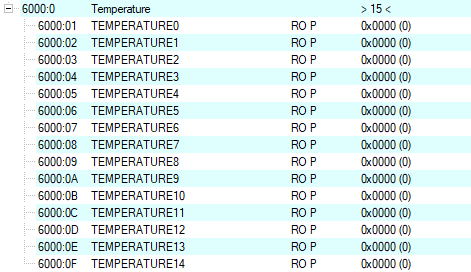 6000:0 Temperature > 15 <
6000:01 TEMPERATURE0 RO P 0x0000 (0)
6000:02 TEMPERATURE1 RO P 0x0000 (0)
6000:03 TEMPERATURE2 RO P 0x0000 (0)
6000:04 TEMPERATURE3 RO P 0x0000 (0)
6000:05 TEMPERATURE4 RO P 0x0000 (0)
6000:06 TEMPERATURE5 RO P 0x0000 (0)
6000:07 TEMPERATURE6 RO P 0x0000 (0)
6000:08 TEMPERATURE7 RO P 0x0000 (0)
6000:09 TEMPERATURE8 RO P 0x0000 (0)
6000:0A TEMPERATURE9 RO P 0x0000 (0)
6000:0B TEMPERATURE10 RO P 0x0000 (0)
6000:0C TEMPERATURE11 RO P 0x0000 (0)
6000:0D TEMPERATURE12 RO P 0x0000 (0)
6000:0E TEMPERATURE13 RO P 0x0000 (0)
6000:0F TEMPERATURE14 RO P 0x0000 (0)